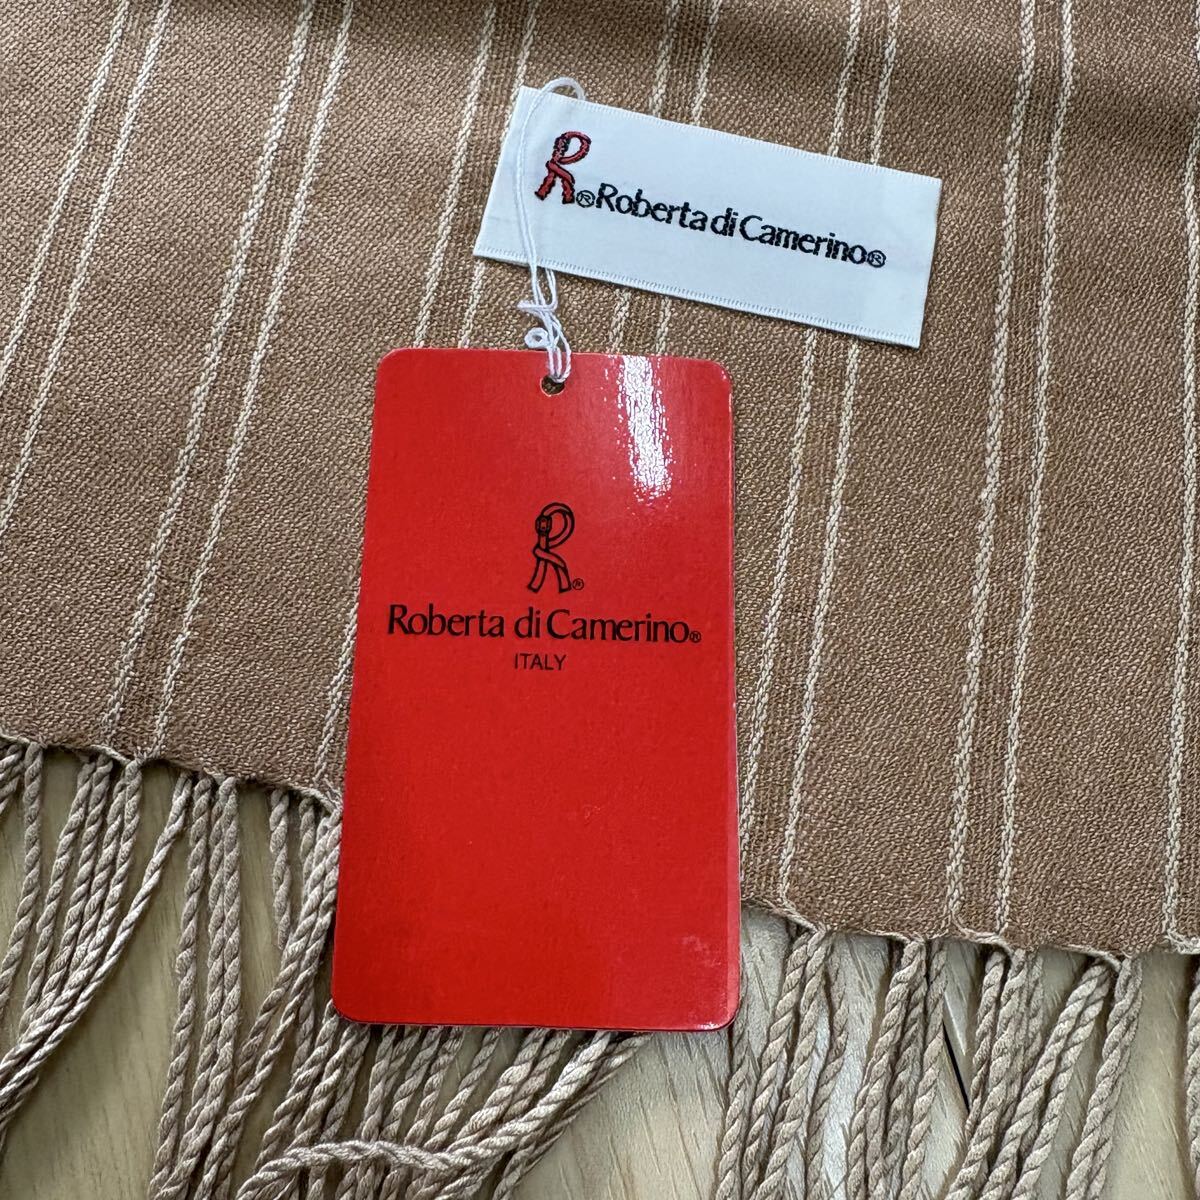 R® Roberta di Camerino®
R®
Roberta di Camerino®
ITALY